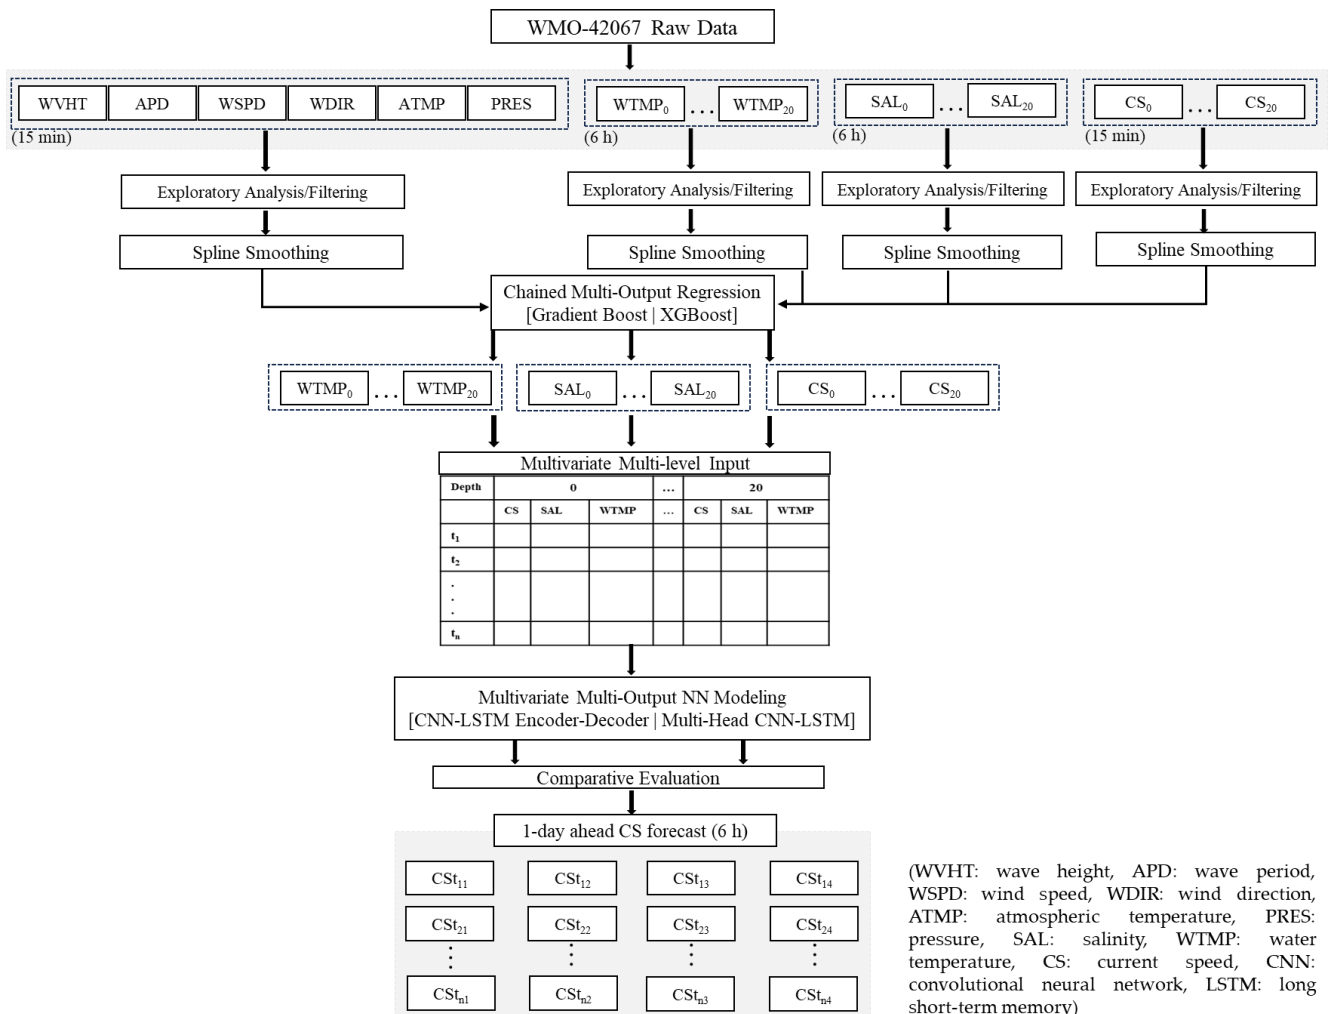 WMO-42067 Raw Data
WVHT APD WSPD WDIR ATMP PRES
(15 min)
WTMP0 ... WTMP20
(6 h)
SAL0 ... SAL20
(6 h)
CS0 ... CS20
(15 min)
Exploratory Analysis/Filtering
Exploratory Analysis/Filtering
Exploratory Analysis/Filtering
Exploratory Analysis/Filtering
Spline Smoothing
Spline Smoothing
Spline Smoothing
Spline Smoothing
Chained Multi-Output Regression
[Gradient Boost | XGBoost]
WTMP0 ... WTMP20
SAL0 ... SAL20
CS0 ... CS20
Multivariate Multi-level Input
Depth 0 ... 20
CS SAL WTMP ... CS SAL WTMP
t1
t2
.
.
.
tn
Multivariate Multi-Output NN Modeling
[CNN-LSTM Encoder-Decoder | Multi-Head CNN-LSTM]
Comparative Evaluation
1-day ahead CS forecast (6 h)
CSt11 CSt12 CSt13 CSt14
CSt21 CSt22 CSt23 CSt24
⋮ ⋮ ⋮ ⋮
CStn1 CStn2 CStn3 CStn4
(WVHT: wave height, APD: wave period,
WSPD: wind speed, WDIR: wind direction,
ATMP: atmospheric temperature, PRES:
pressure, SAL: salinity, WTMP: water
temperature, CS: current speed, CNN:
convolutional neural network, LSTM: long
short-term memory)